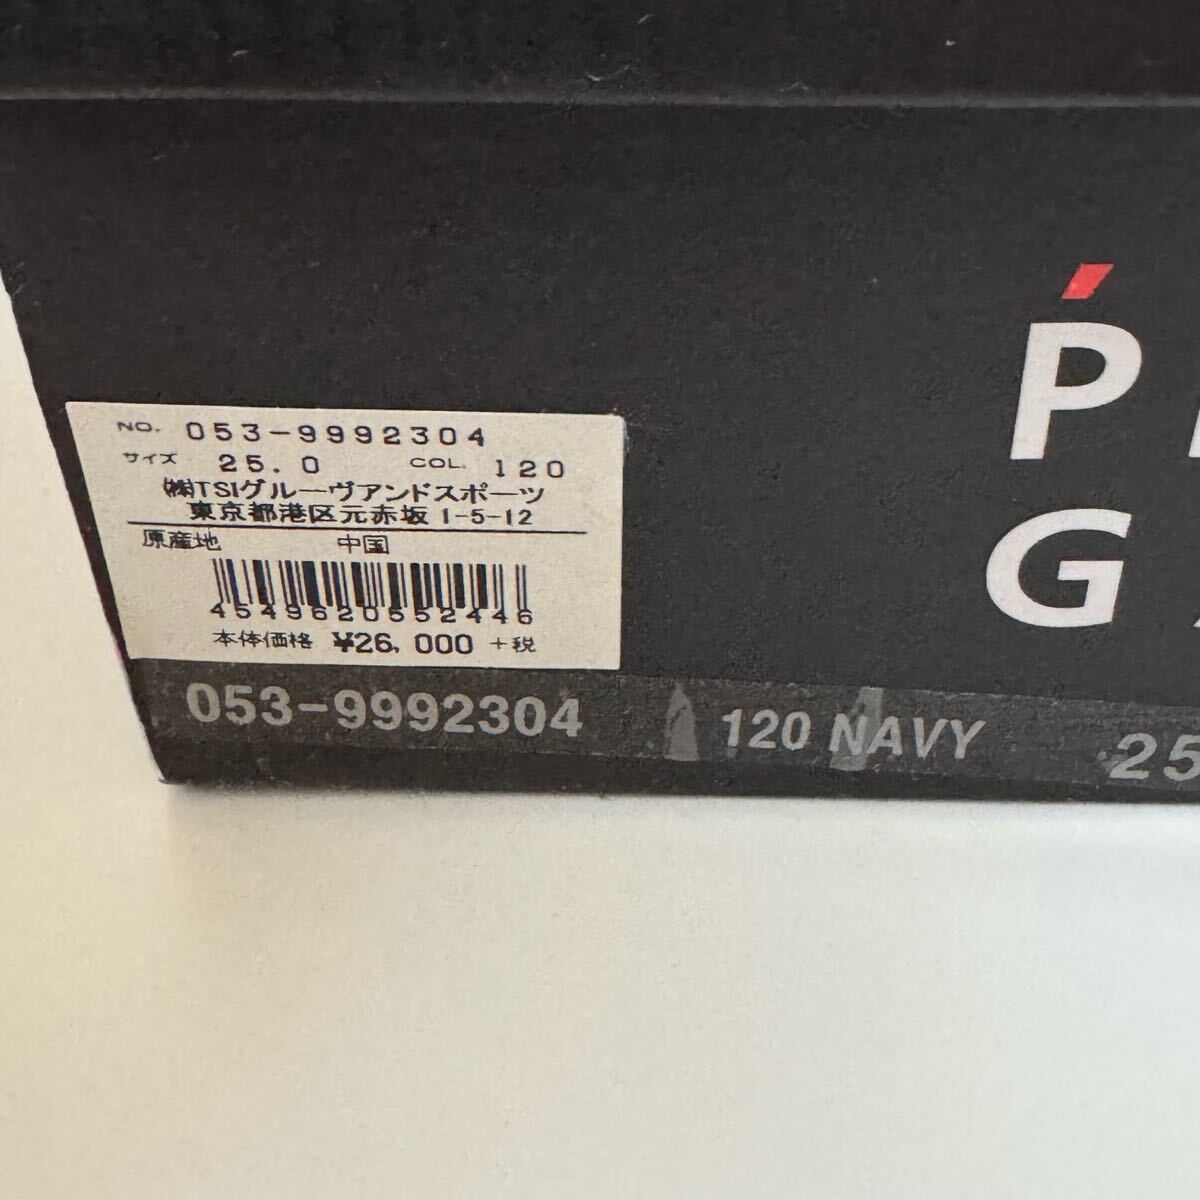 P
G
NO. 053-9992304
サイズ 25.0 COL. 120
㈱TSIグルーヴアンドスポーツ
東京都港区元赤坂1-5-12
原産地 中国
4549620552446
本体価格 ¥26,000 +税
053-9992304 120 NAVY 25